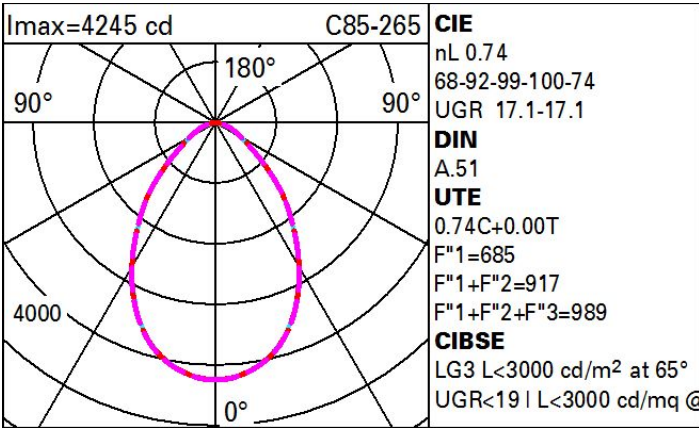 Imax=4245 cd C85-265
180°
90° 90°
4000
0°
CIE
nL 0.74
68-92-99-100-74
UGR 17.1-17.1
DIN
A.51
UTE
0.74C+0.00T
F"1=685
F"1+F"2=917
F"1+F"2+F"3=989
CIBSE
LG3 L<3000 cd/m² at 65°
UGR<19 | L<3000 cd/mq @